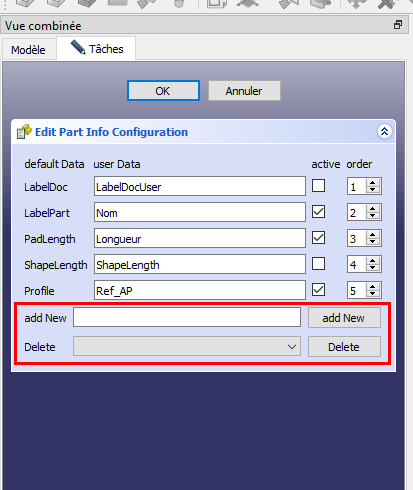 Vue combinée
Modèle Tâches
OK Annuler
Edit Part Info Configuration
default Data user Data active order
LabelDoc LabelDocUser 1
LabelPart Nom 2
PadLength Longueur 3
ShapeLength ShapeLength 4
Profile Ref_AP 5
add New add New
Delete Delete